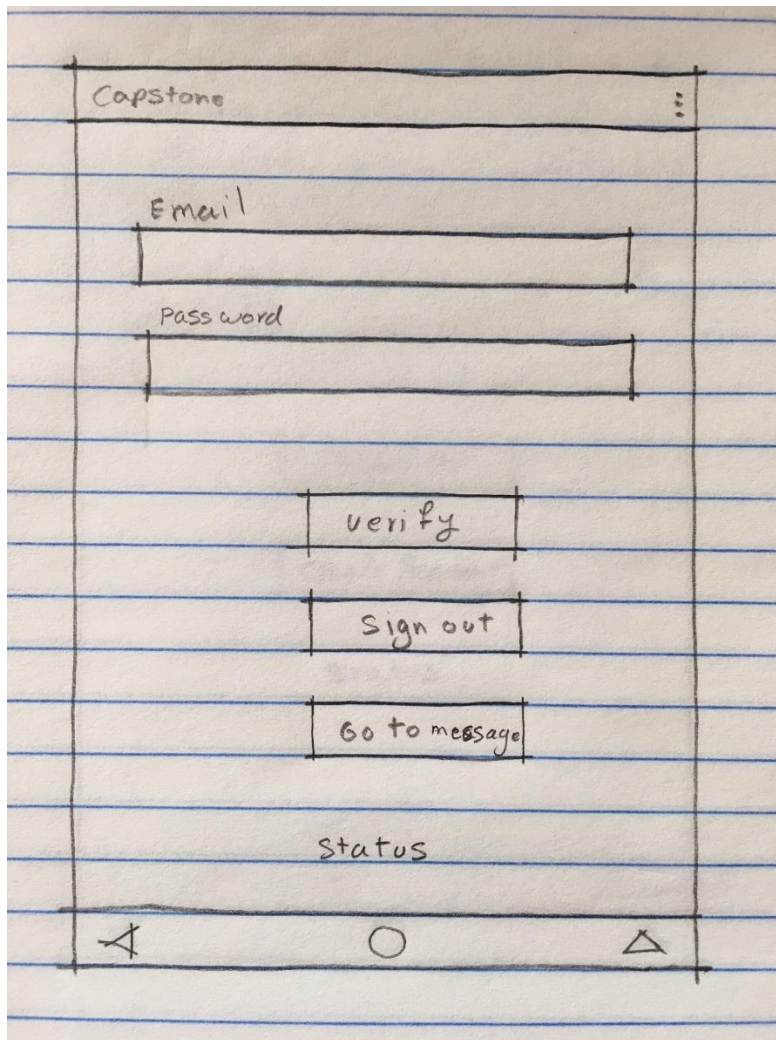 Capstone
Email
Password
verify
Sign out
Go to message
Status